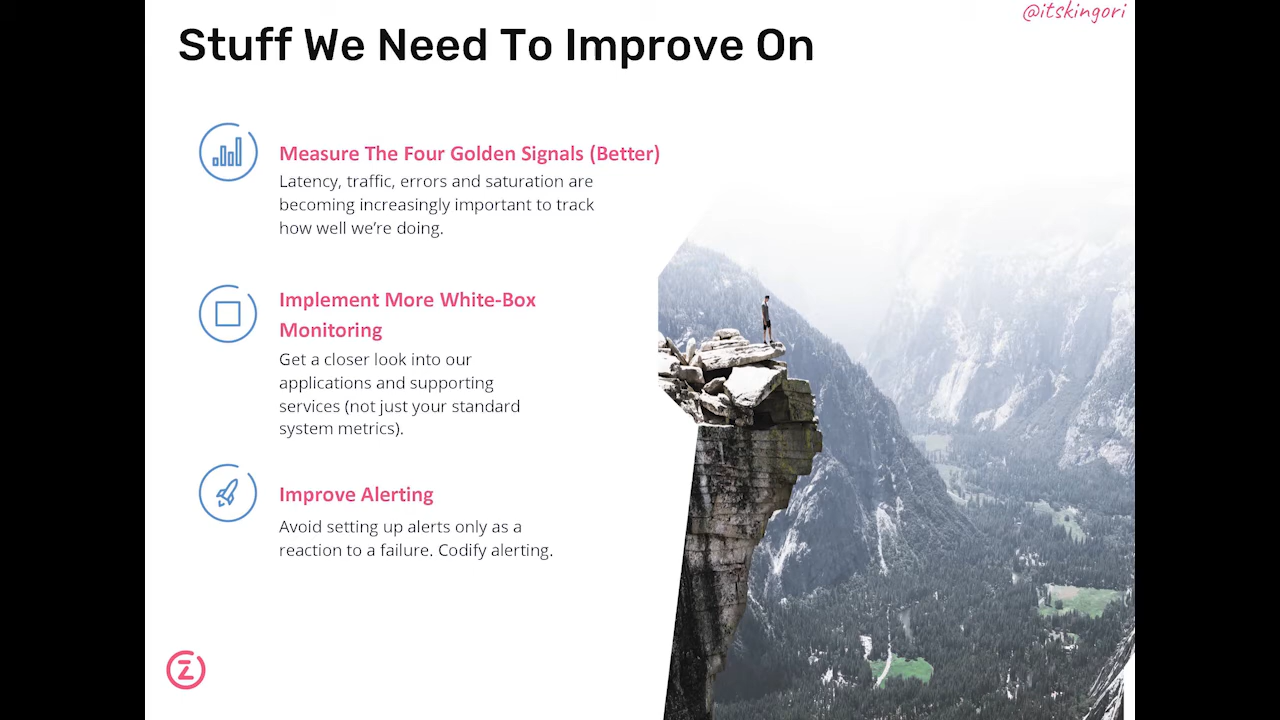 @itskingori
Stuff We Need To Improve On
Measure The Four Golden Signals (Better)
Latency, traffic, errors and saturation are
becoming increasingly important to track
how well we're doing.
Implement More White-Box
Monitoring
Get a closer look into our
applications and supporting
services (not just your standard
system metrics).
Improve Alerting
Avoid setting up alerts only as a
reaction to a failure. Codify alerting.
Z